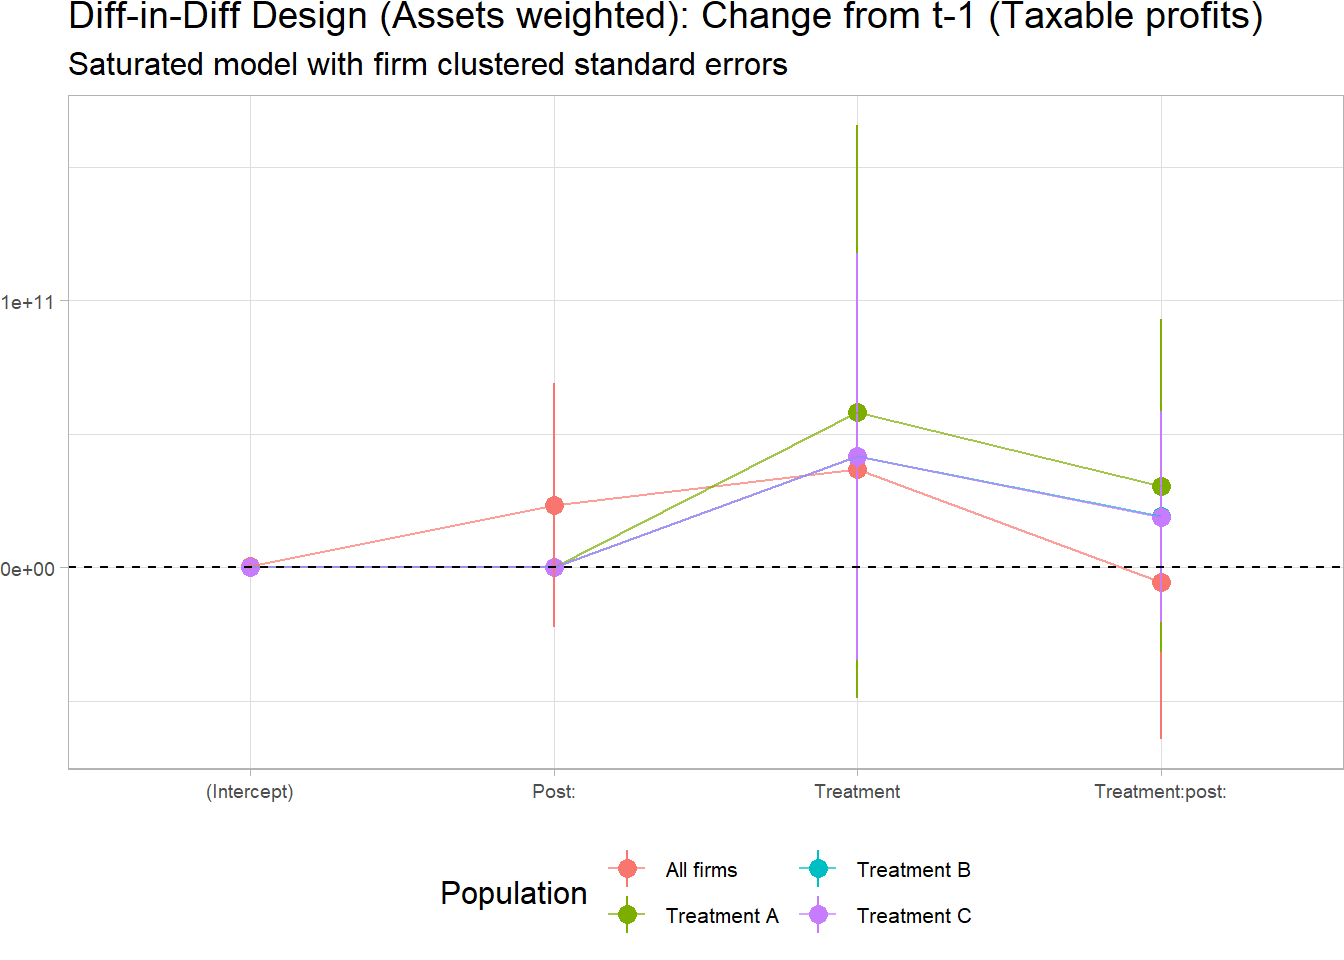 Diff-in-Diff Design (Assets weighted): Change from t-1 (Taxable profits)
Saturated model with firm clustered standard errors
1e+11
0e+00
(Intercept)
Post:
Treatment
Treatment:post:
Population
All firms
Treatment A
Treatment B
Treatment C